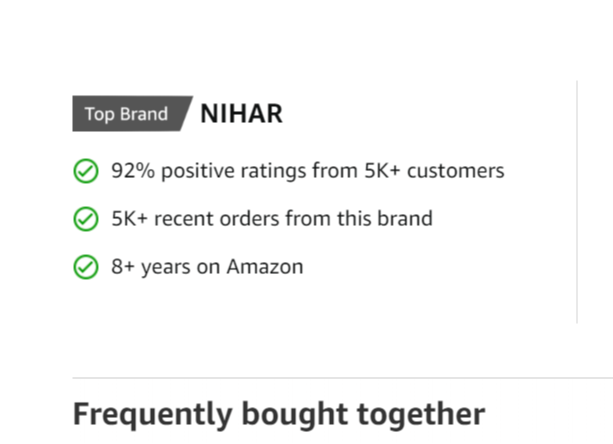 Top Brand NIHAR
92% positive ratings from 5K+ customers
5K+ recent orders from this brand
8+ years on Amazon
Frequently bought together